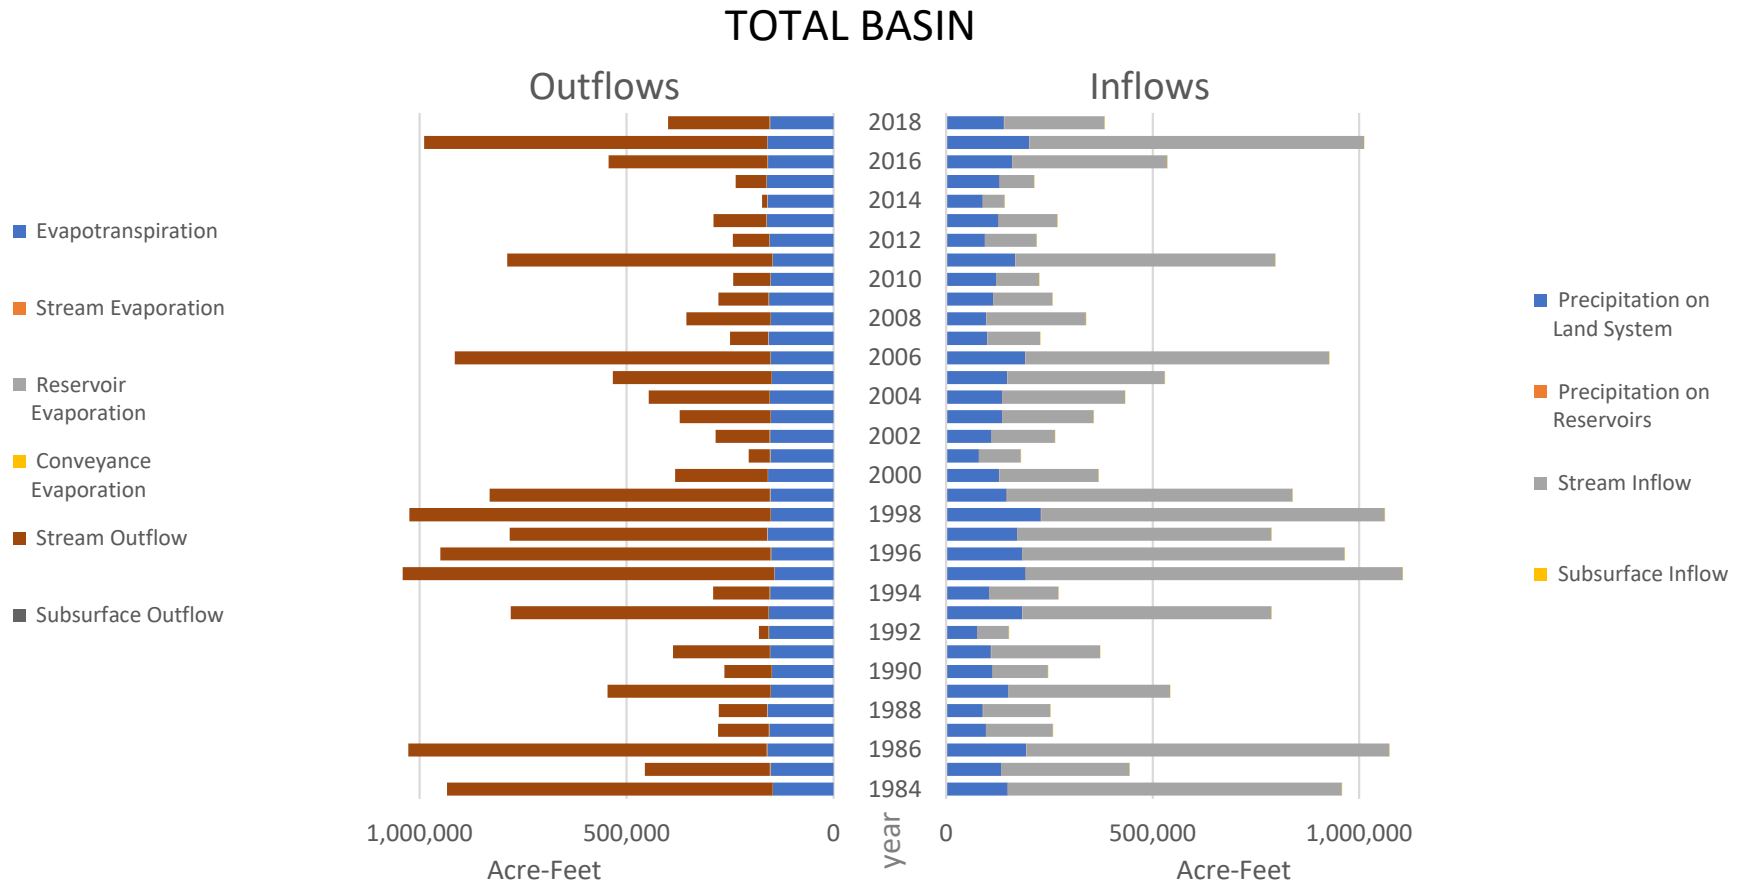 TOTAL BASIN
Outflows
Inflows
Evapotranspiration
Stream Evaporation
Reservoir
Evaporation
Conveyance
Evaporation
Stream Outflow
Subsurface Outflow
2018
2016
2014
2012
2010
2008
2006
2004
2002
2000
1998
1996
1994
1992
1990
1988
1986
1984
Precipitation on
Land System
Precipitation on
Reservoirs
Stream Inflow
Subsurface Inflow
1,000,000
500,000
0
year
0
500,000
1,000,000
Acre-Feet
Acre-Feet